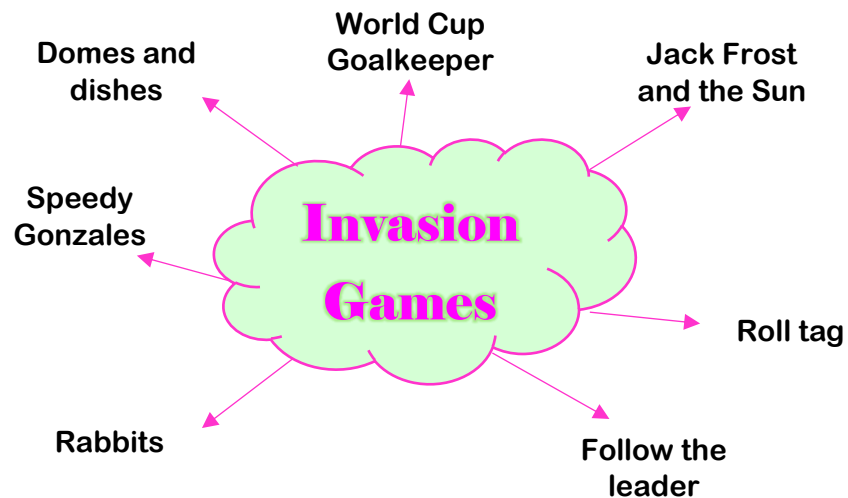 World Cup
Goalkeeper
Domes and
dishes
Jack Frost
and the Sun
Speedy
Gonzales
Invasion
Games
Roll tag
Rabbits
Follow the
leader